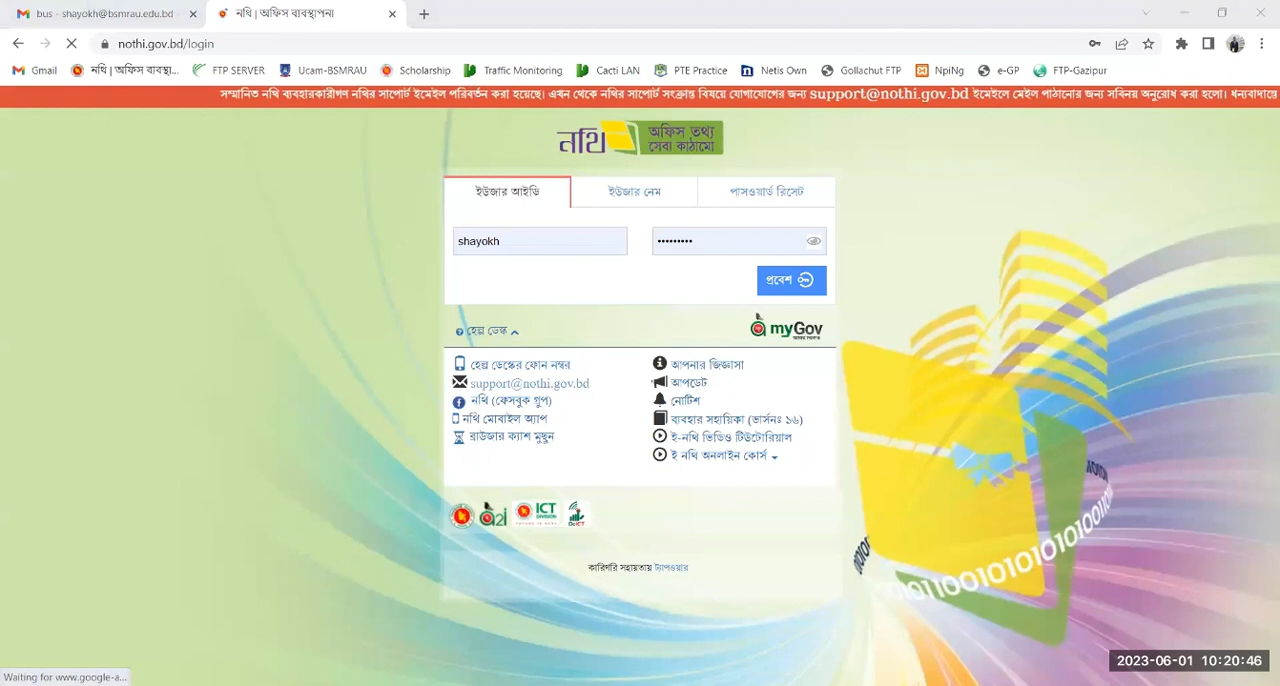 bus - shayokh@bsmrau.edu.bd
নথি | অফিস ব্যবস্থাপনা
nothi.gov.bd/login
Gmail নথি | অফিস ব্যবস্থা... FTP SERVER Ucam-BSMRAU Scholarship Traffic Monitoring Cacti LAN PTE Practice Netis Own Gollachut FTP NpiNg e-GP FTP-Gazipur
সম্মানিত নথি ব্যবহারকারীগণ নথির সাপোর্ট ইমেইল পরিবর্তন করা হয়েছে। এখন থেকে নথির সাপোর্ট সংক্রান্ত বিষয়ে যোগাযোগের জন্য support@nothi.gov.bd ইমেইলে মেইল পাঠানোর জন্য সবিনয় অনুরোধ করা হলো। ধন্যবাদান্তে
নথি অফিস তথ্য
সেবা কাঠামো
ইউজার আইডি ইউজার নেম পাসওয়ার্ড রিসেট
shayokh •••••••••
প্রবেশ
হেল্প ডেস্ক
myGov
হেল্প ডেস্কের ফোন নম্বর
support@nothi.gov.bd
নথি (ফেসবুক গ্রুপ)
নথি মোবাইল অ্যাপ
ব্রাউজার ক্যাশ মুছুন
আপনার জিজ্ঞাসা
আপডেট
নোটিশ
ব্যবহার সহায়িকা (ভার্সনঃ ১৬)
ই-নথি ভিডিও টিউটোরিয়াল
ই নথি অনলাইন কোর্স
a2i ICT
DIVISION
DoICT
কারিগরি সহায়তায় ট্যাপওয়ার
01011001010101010011001010
2023-06-01 10:20:46
Waiting for www.google-a...